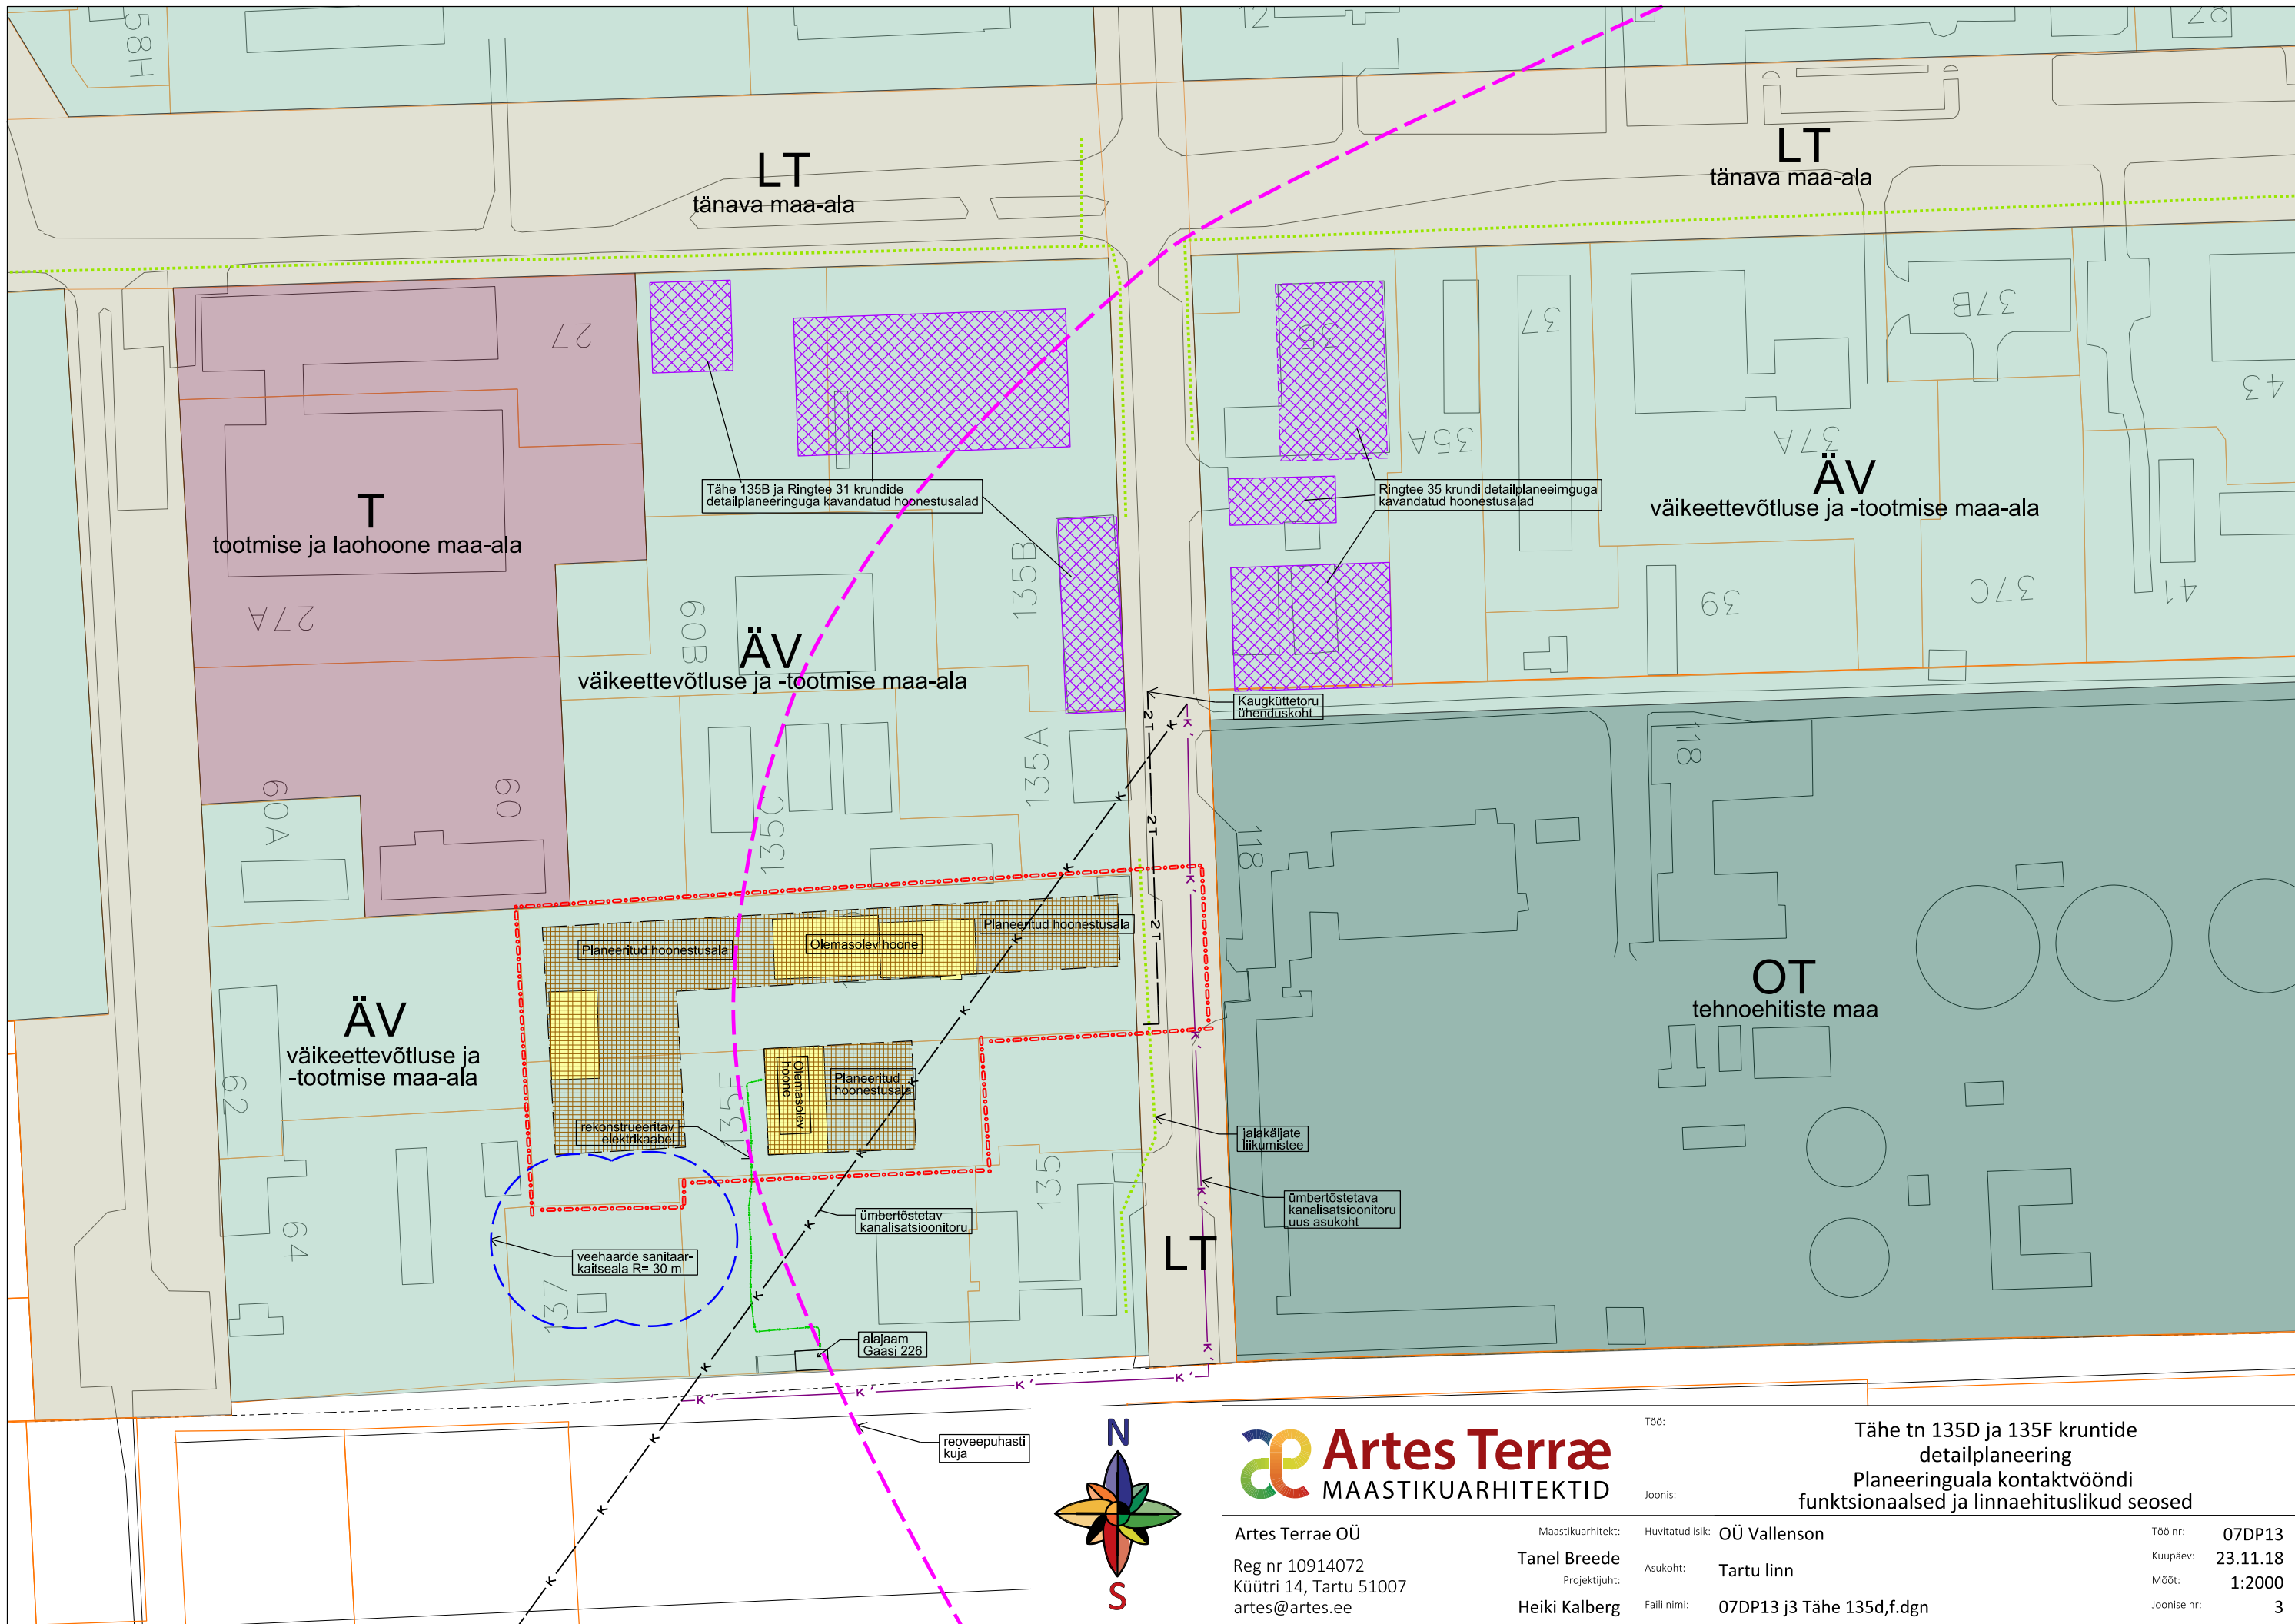 58H
LT
tänava maa-ala
LT
tänava maa-ala
27
T
tootmise ja laohoone maa-ala
27A
Tähe 135B ja Ringtee 31 krundide
detailplaneeringuga kavandatud hoonestusalad
35
35A
37
37A
37B
43
Ringtee 35 krundi detailplaneeirnguga
kavandatud hoonestusalad
ÄV
väikeettevõtluse ja -tootmise maa-ala
39
37C
41
135B
60B
ÄV
väikeettevõtluse ja -tootmise maa-ala
Kaugküttetoru
ühenduskoht
2T
2T
2T
135A
135C
60A
60
118
118
Planeeritud hoonestusala
Olemasolev hoone
Planeeritud hoonestusala
OT
tehnoehitiste maa
ÄV
väikeettevõtluse ja
-tootmise maa-ala
62
64
Olemasolev
hoone
Planeeritud
hoonestusala
135F
rekonstrueeritav
elektrikaabel
jalakäijate
liikumistee
135
ümbertõstetava
kanalisatsioonitoru
uus asukoht
ümbertõstetav
kanalisatsioonitoru
veehaarde sanitaar-
kaitseala R= 30 m
137
LT
alajaam
Gaasi 226
reoveepuhasti
kuja
N
S
Artes Terræ
MAASTIKUARHITEKTID
Töö:
Tähe tn 135D ja 135F kruntide
detailplaneering
Joonis:
Planeeringuala kontaktvööndi
funktsionaalsed ja linnaehituslikud seosed
Artes Terrae OÜ
Reg nr 10914072
Küütri 14, Tartu 51007
artes@artes.ee
Maastikuarhitekt:
Tanel Breede
Projektijuht:
Heiki Kalberg
Huvitatud isik: OÜ Vallenson
Asukoht: Tartu linn
Faili nimi: 07DP13 j3 Tähe 135d,f.dgn
Töö nr: 07DP13
Kuupäev: 23.11.18
Mõõt: 1:2000
Joonise nr: 3